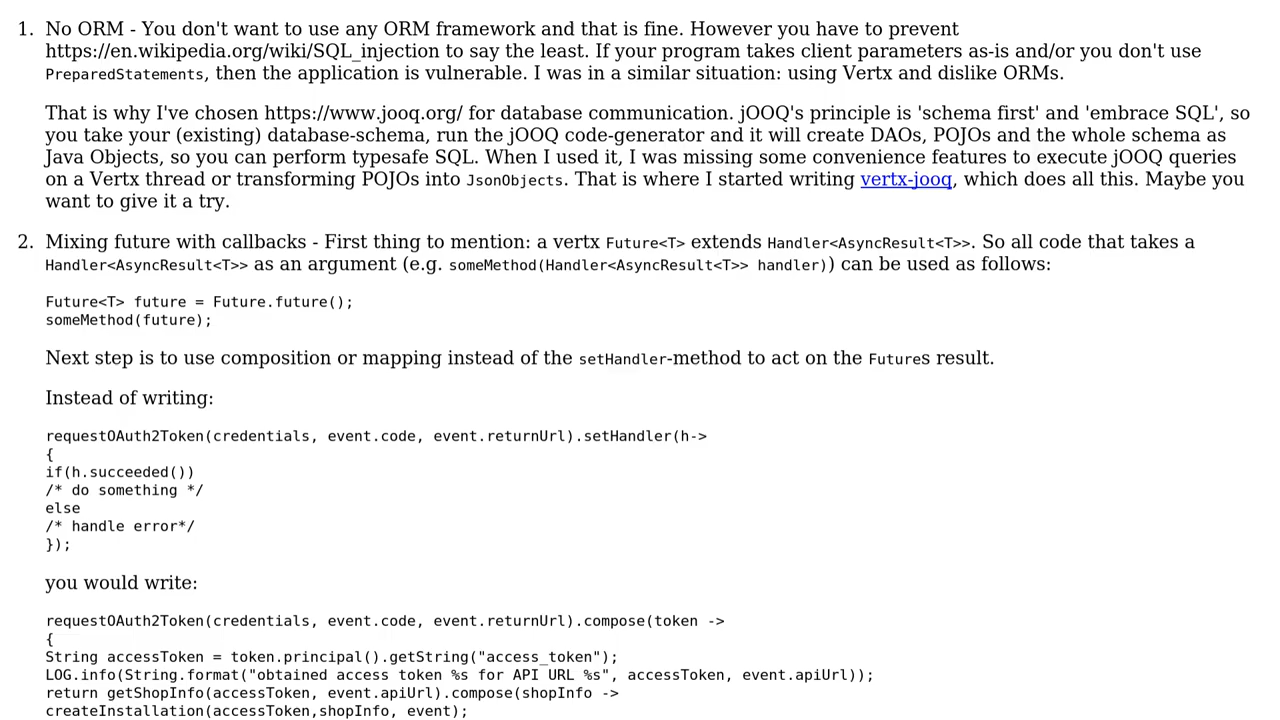 1. No ORM - You don't want to use any ORM framework and that is fine. However you have to prevent
https://en.wikipedia.org/wiki/SQL_injection to say the least. If your program takes client parameters as-is and/or you don't use
PreparedStatements, then the application is vulnerable. I was in a similar situation: using Vertx and dislike ORMs.
That is why I've chosen https://www.jooq.org/ for database communication. jOOQ's principle is 'schema first' and 'embrace SQL', so
you take your (existing) database-schema, run the jOOQ code-generator and it will create DAOs, POJOs and the whole schema as
Java Objects, so you can perform typesafe SQL. When I used it, I was missing some convenience features to execute jOOQ queries
on a Vertx thread or transforming POJOs into JsonObjects. That is where I started writing vertx-jooq, which does all this. Maybe you
want to give it a try.
2. Mixing future with callbacks - First thing to mention: a vertx Future<T> extends Handler<AsyncResult<T>>. So all code that takes a
Handler<AsyncResult<T>> as an argument (e.g. someMethod(Handler<AsyncResult<T>> handler)) can be used as follows:
Future<T> future = Future.future();
someMethod(future);
Next step is to use composition or mapping instead of the setHandler-method to act on the Futures result.
Instead of writing:
requestOAuth2Token(credentials, event.code, event.returnUrl).setHandler(h->
{
if(h.succeeded())
/* do something */
else
/* handle error*/
});
you would write:
requestOAuth2Token(credentials, event.code, event.returnUrl).compose(token ->
{
String accessToken = token.principal().getString("access_token");
LOG.info(String.format("obtained access token %s for API URL %s", accessToken, event.apiUrl));
return getShopInfo(accessToken, event.apiUrl).compose(shopInfo ->
createInstallation(accessToken,shopInfo, event);